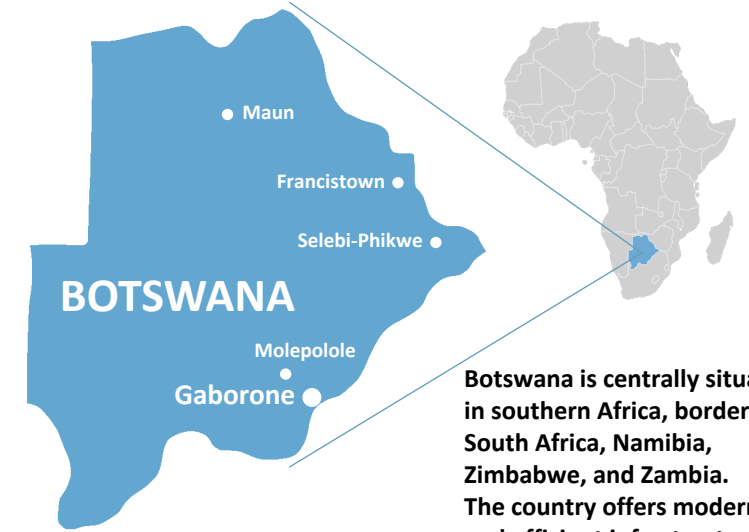 Maun
Francistown
Selebi-Phikwe
BOTSWANA
Molepolole
Gaborone
Botswana is centrally
in southern Africa,
South Africa, Namibia,
Zimbabwe, and Zambia.
The country offers modern